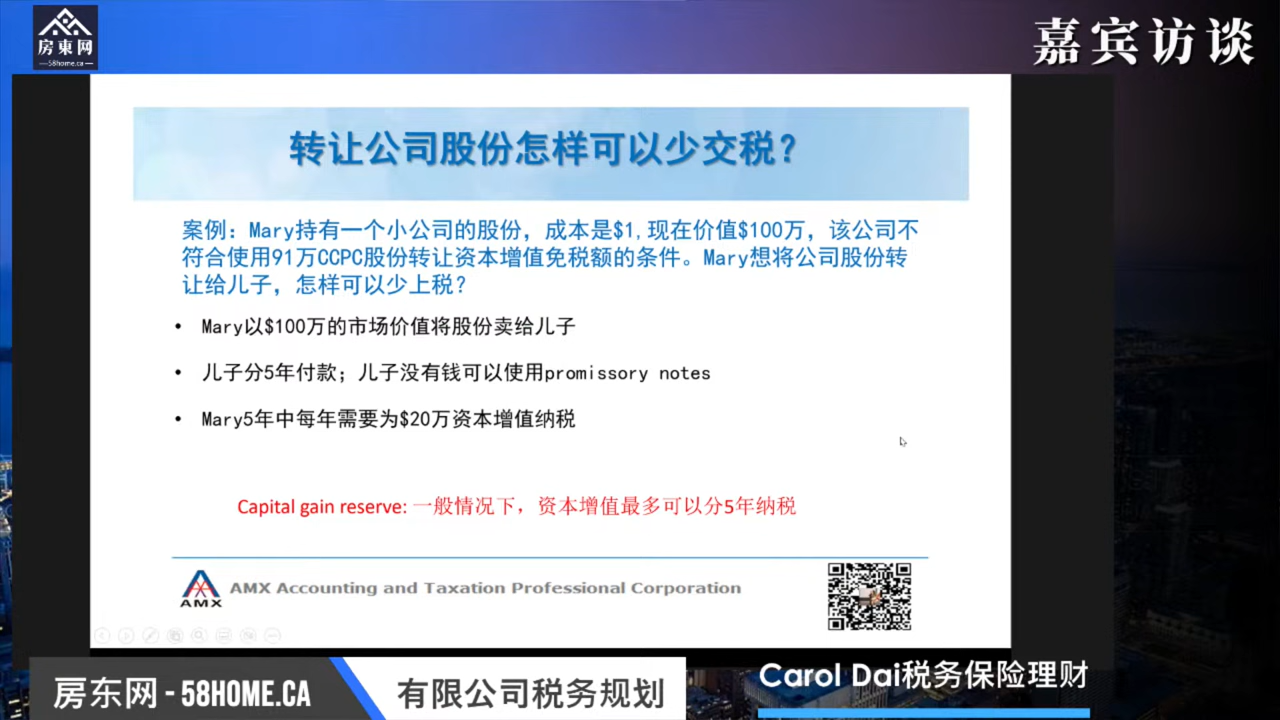 房東网
58home.ca
嘉宾访谈
转让公司股份怎样可以少交税？
案例：Mary持有一个小公司的股份，成本是$1,现在价值$100万，该公司不
符合使用91万CCPC股份转让资本增值免税额的条件。Mary想将公司股份转
让给儿子，怎样可以少上税？
• Mary以$100万的市场价值将股份卖给儿子
• 儿子分5年付款；儿子没有钱可以使用promissory notes
• Mary5年中每年需要为$20万资本增值纳税
Capital gain reserve: 一般情况下，资本增值最多可以分5年纳税
AMX
AMX Accounting and Taxation Professional Corporation
房东网 - 58HOME.CA
有限公司税务规划
Carol Dai税务保险理财